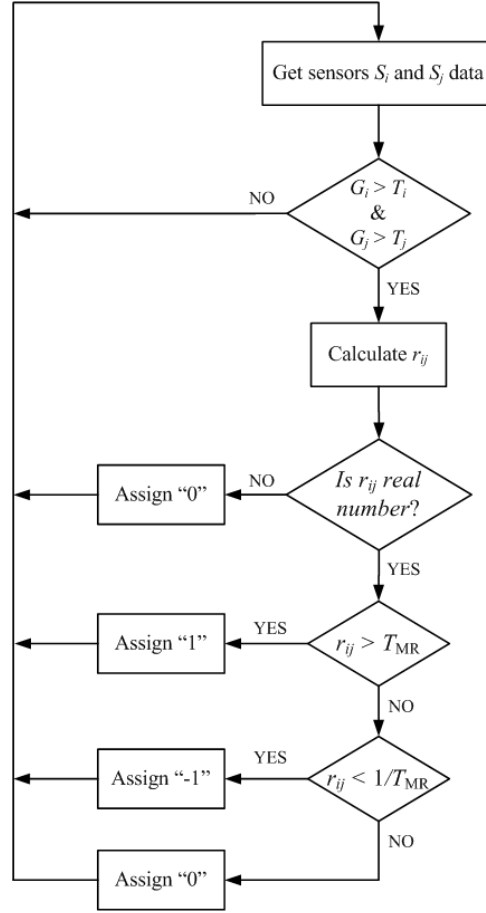 Get sensors Si and Sj data
Gi > Ti
&
Gj > Tj
NO
YES
Calculate rij
Is rij real
number?
NO
Assign “0”
YES
rij > TMR
YES
Assign “1”
NO
rij < 1/TMR
YES
Assign “-1”
NO
Assign “0”